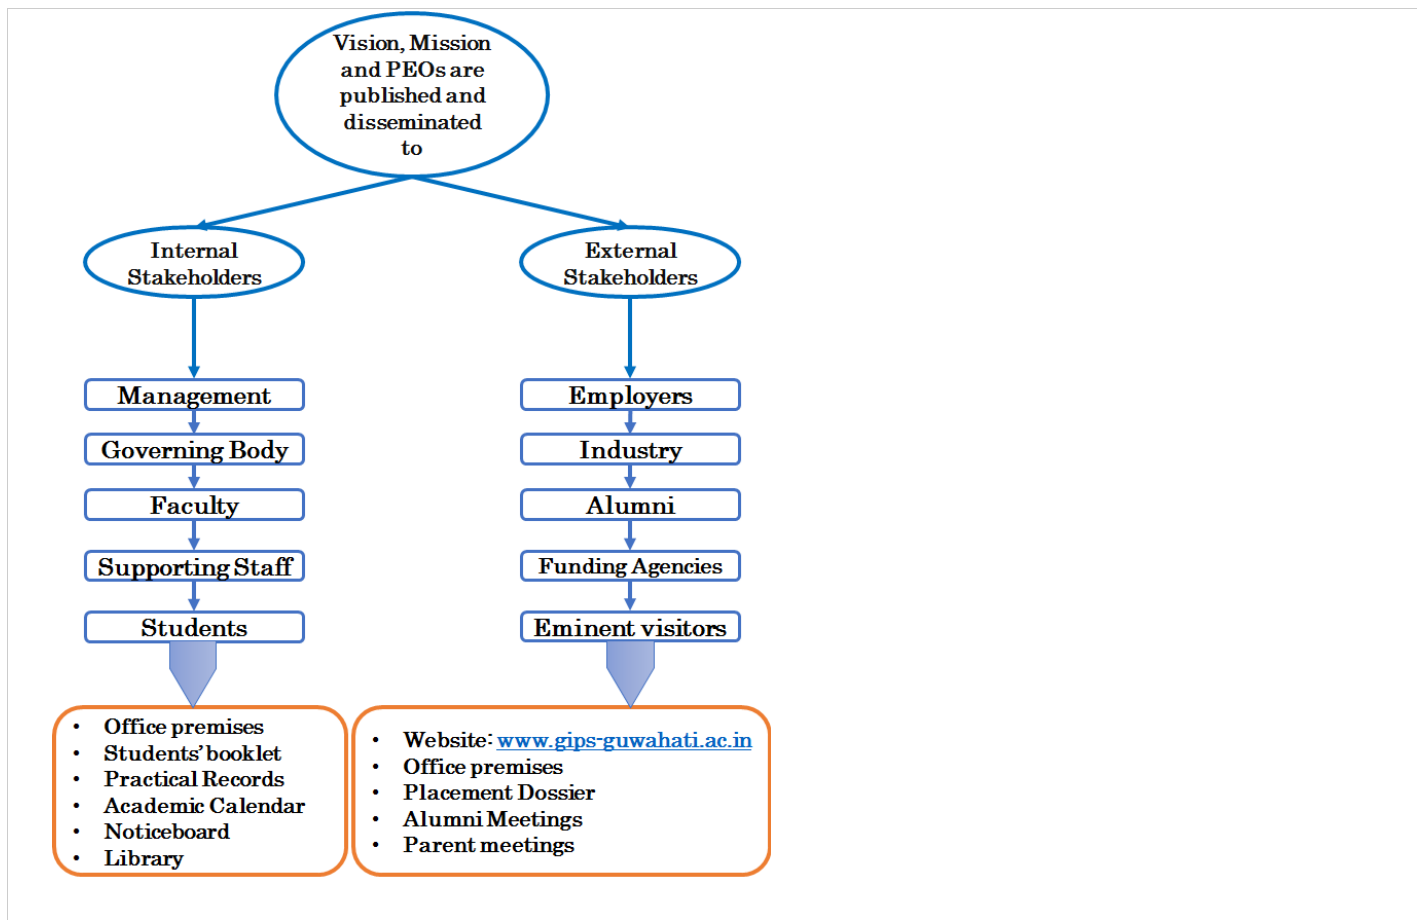 Vision, Mission
and PEOs are
published and
disseminated
to
Internal
Stakeholders
External
Stakeholders
Management
Governing Body
Faculty
Supporting Staff
Students
Employers
Industry
Alumni
Funding Agencies
Eminent visitors
• Office premises
• Students' booklet
• Practical Records
• Academic Calendar
• Noticeboard
• Library
• Website: www.gips-guwahati.ac.in
• Office premises
• Placement Dossier
• Alumni Meetings
• Parent meetings